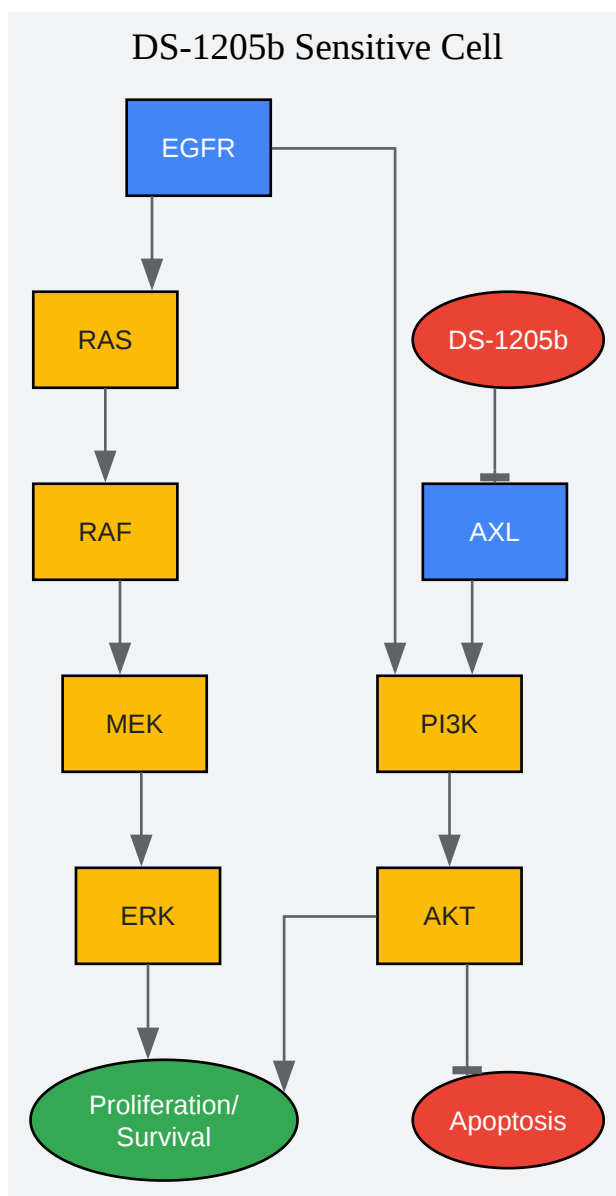 DS-1205b Sensitive Cell
EGFR
RAS
DS-1205b
RAF
AXL
MEK
PI3K
ERK
AKT
Proliferation/
Survival
Apoptosis